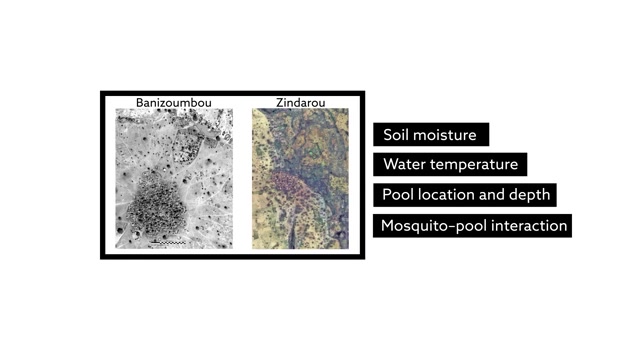 Banizoumbou
Zindarou
Soil moisture
Water temperature
Pool location and depth
Mosquito–pool interaction